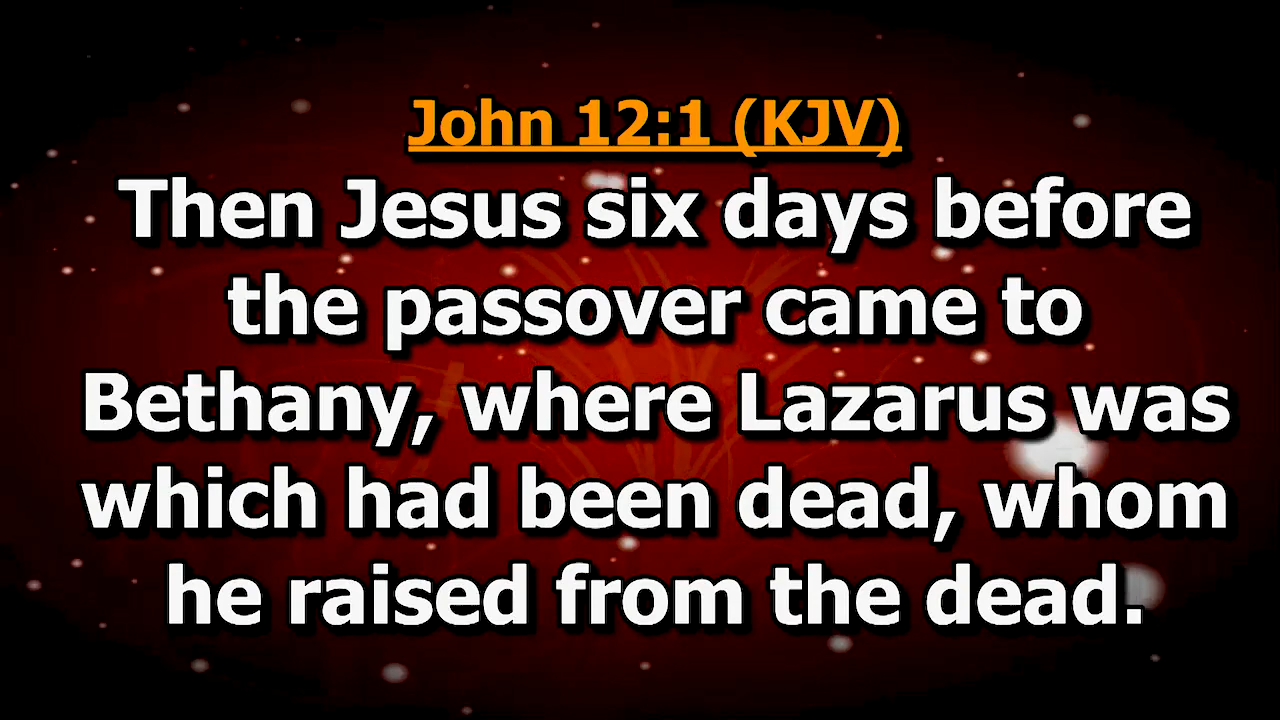 John 12:1 (KJV)
Then Jesus six days before
the passover came to
Bethany, where Lazarus was
which had been dead, whom
he raised from the dead.